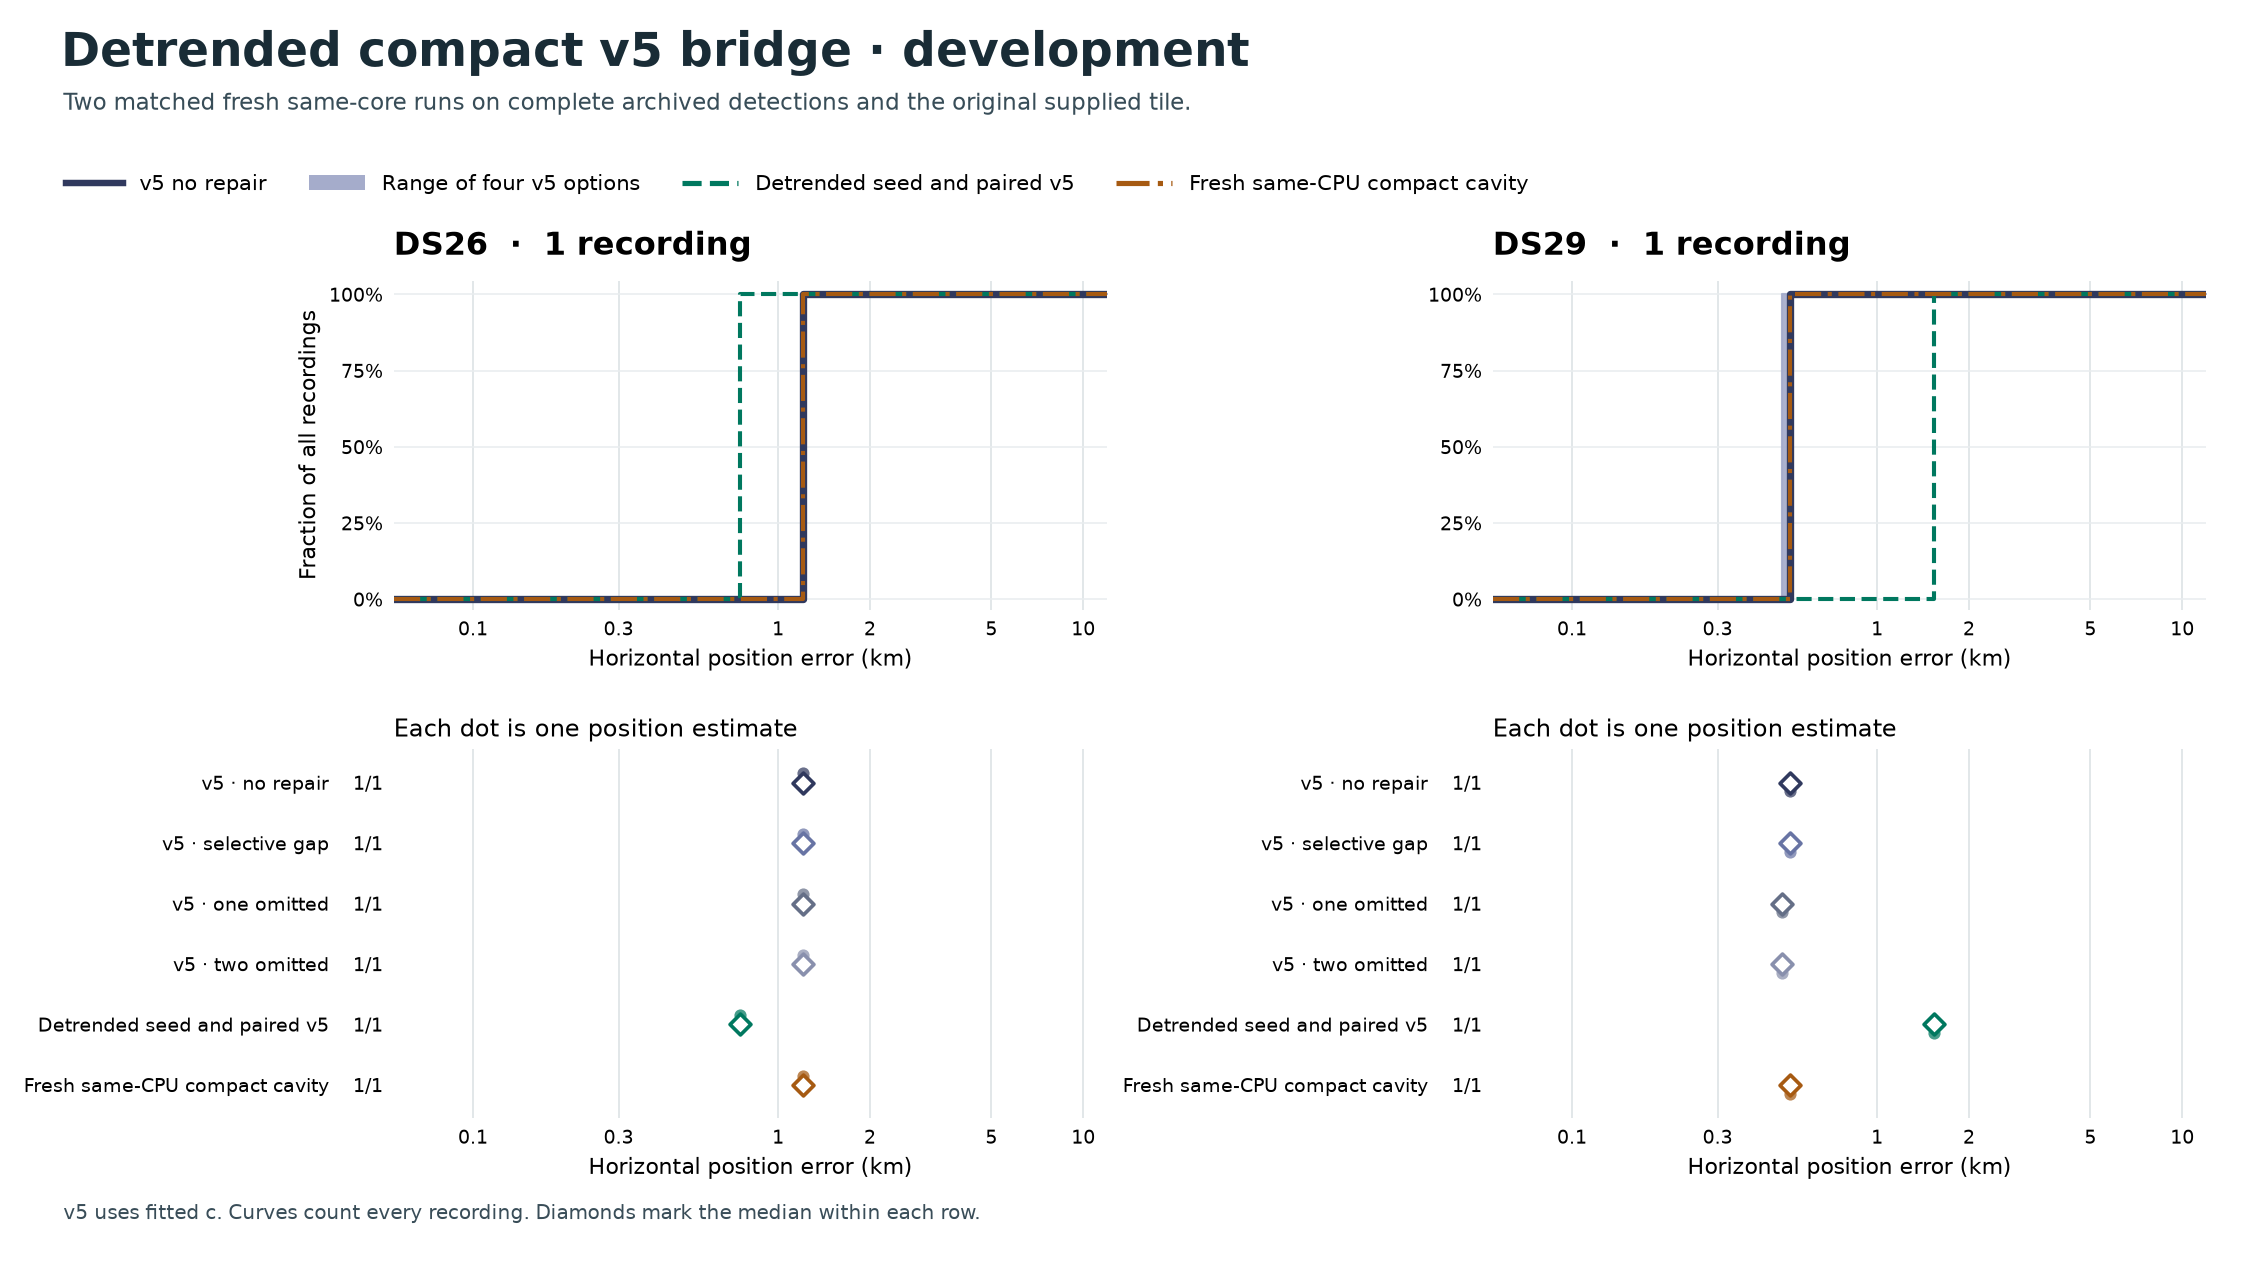 Detrended compact v5 bridge · development
Two matched fresh same-core runs on complete archived detections and the original supplied tile.
v5 no repair
Range of four v5 options
Detrended seed and paired v5
Fresh same-CPU compact cavity
DS26 · 1 recording
Fraction of all recordings
100%
75%
50%
25%
0%
0.1 0.3 1 2 5 10
Horizontal position error (km)
DS29 · 1 recording
100%
75%
50%
25%
0%
0.1 0.3 1 2 5 10
Horizontal position error (km)
Each dot is one position estimate
v5 · no repair 1/1
v5 · selective gap 1/1
v5 · one omitted 1/1
v5 · two omitted 1/1
Detrended seed and paired v5 1/1
Fresh same-CPU compact cavity 1/1
0.1 0.3 1 2 5 10
Horizontal position error (km)
Each dot is one position estimate
v5 · no repair 1/1
v5 · selective gap 1/1
v5 · one omitted 1/1
v5 · two omitted 1/1
Detrended seed and paired v5 1/1
Fresh same-CPU compact cavity 1/1
0.1 0.3 1 2 5 10
Horizontal position error (km)
v5 uses fitted c. Curves count every recording. Diamonds mark the median within each row.